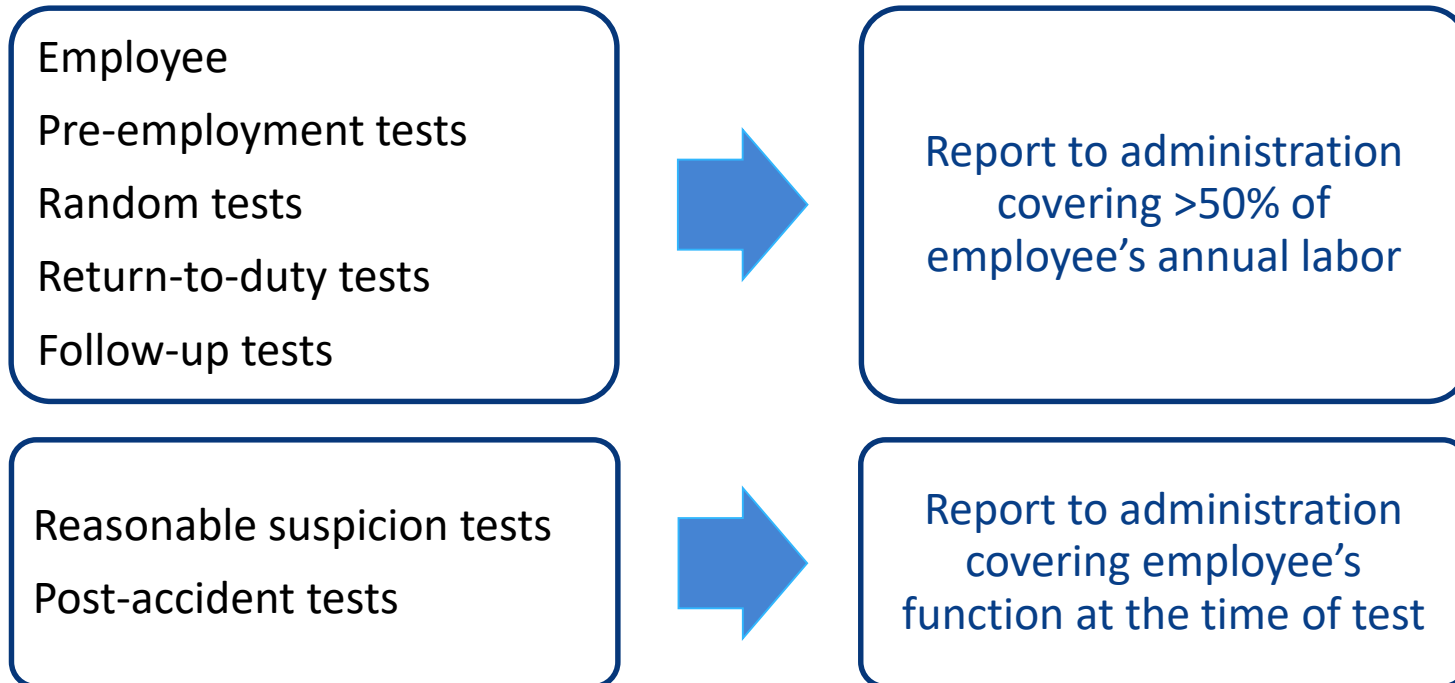 Employee
Pre-employment tests
Random tests
Return-to-duty tests
Follow-up tests
Report to administration
covering >50% of
employee’s annual labor
Reasonable suspicion tests
Post-accident tests
Report to administration
covering employee’s
function at the time of test